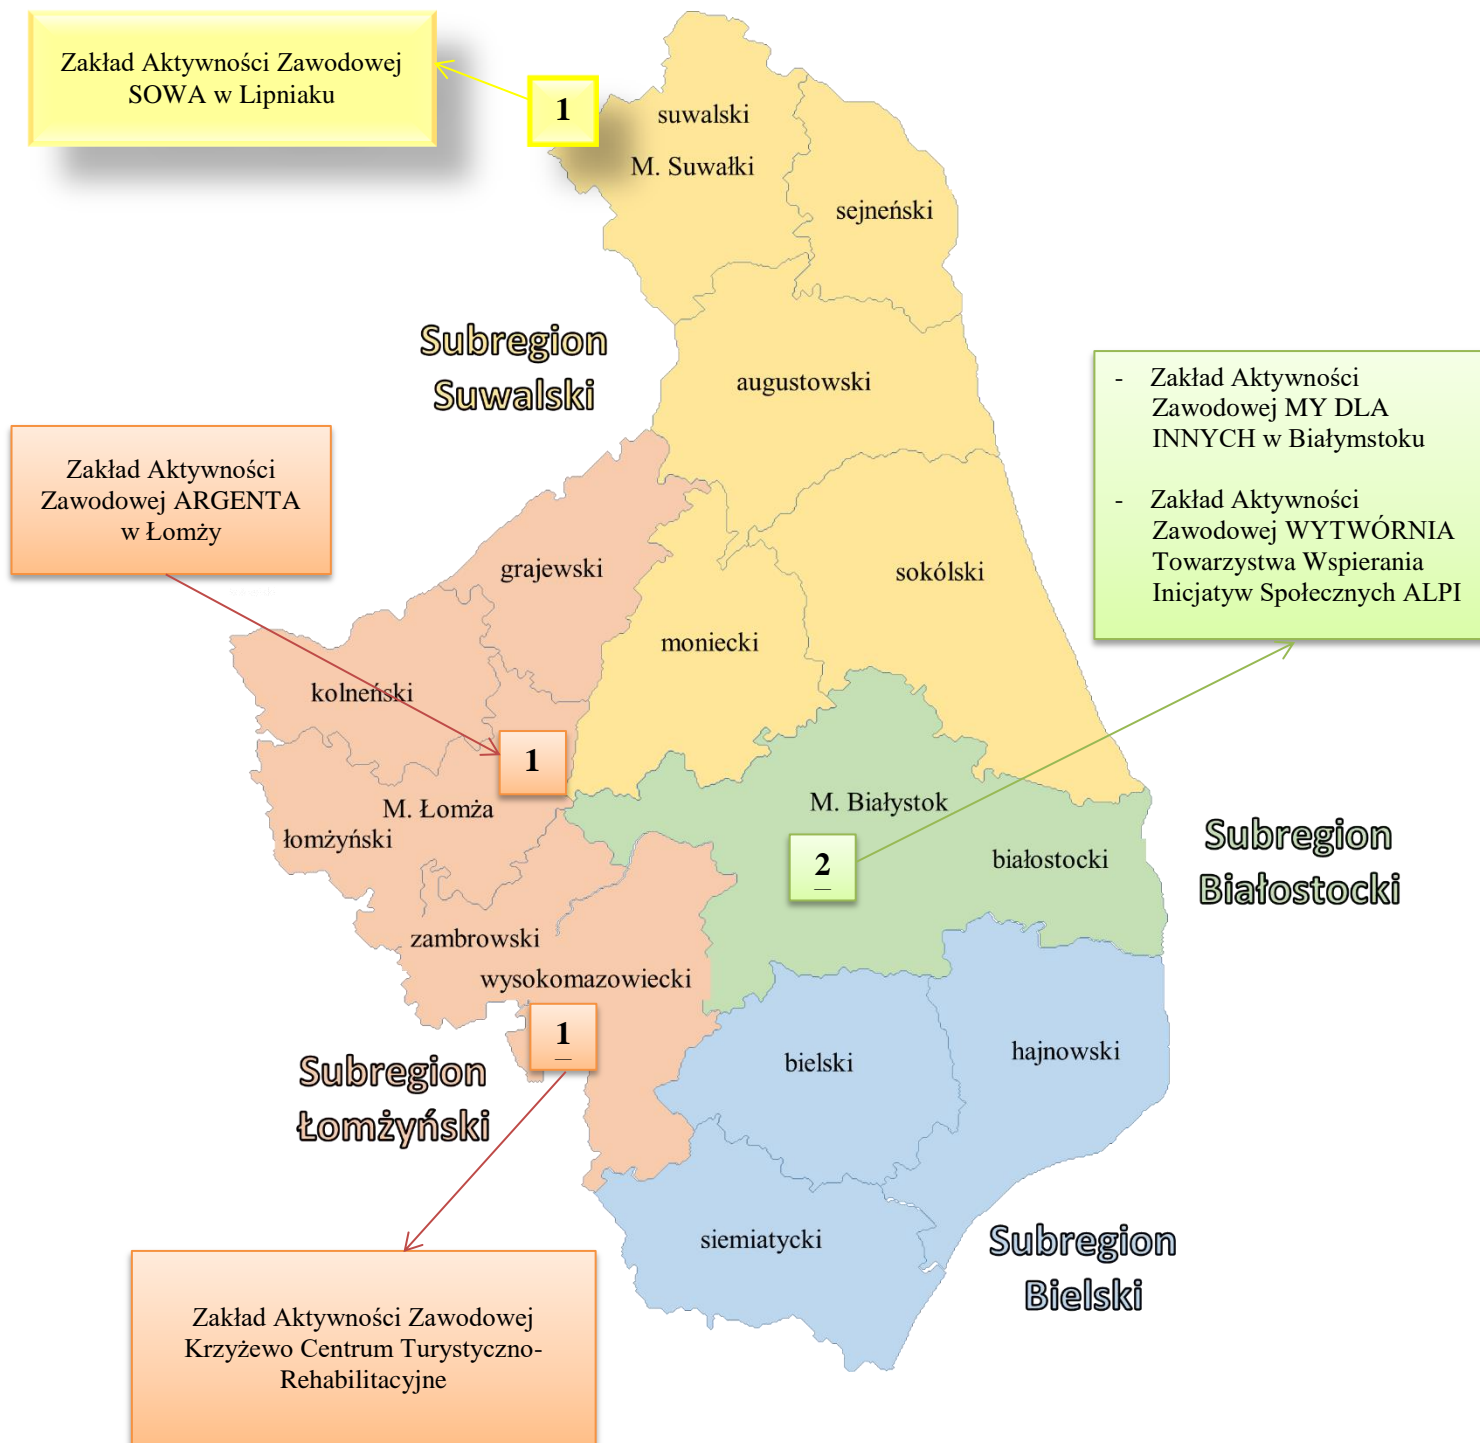 Zakład Aktywności Zawodowej
SOWA w Lipniaku
1
suwalski
M. Suwałki
sejneński
Subregion
Suwalski
augustowski
- Zakład Aktywności
Zawodowej MY DLA
INNYCH w Białymstoku
- Zakład Aktywności
Zawodowej WYTWÓRNIA
Towarzystwa Wspierania
Inicjatyw Społecznych ALPI
Zakład Aktywności
Zawodowej ARGENTA
w Łomży
grajewski
sokólski
moniecki
kolneński
1
M. Łomża
łomżyński
M. Białystok
2
białostocki
Subregion
Białostocki
zambrowski
wysokomazowiecki
1
bielski
hajnowski
Subregion
Łomżyński
siemiatycki
Subregion
Bielski
Zakład Aktywności Zawodowej
Krzyżewo Centrum Turystyczno-
Rehabilitacyjne